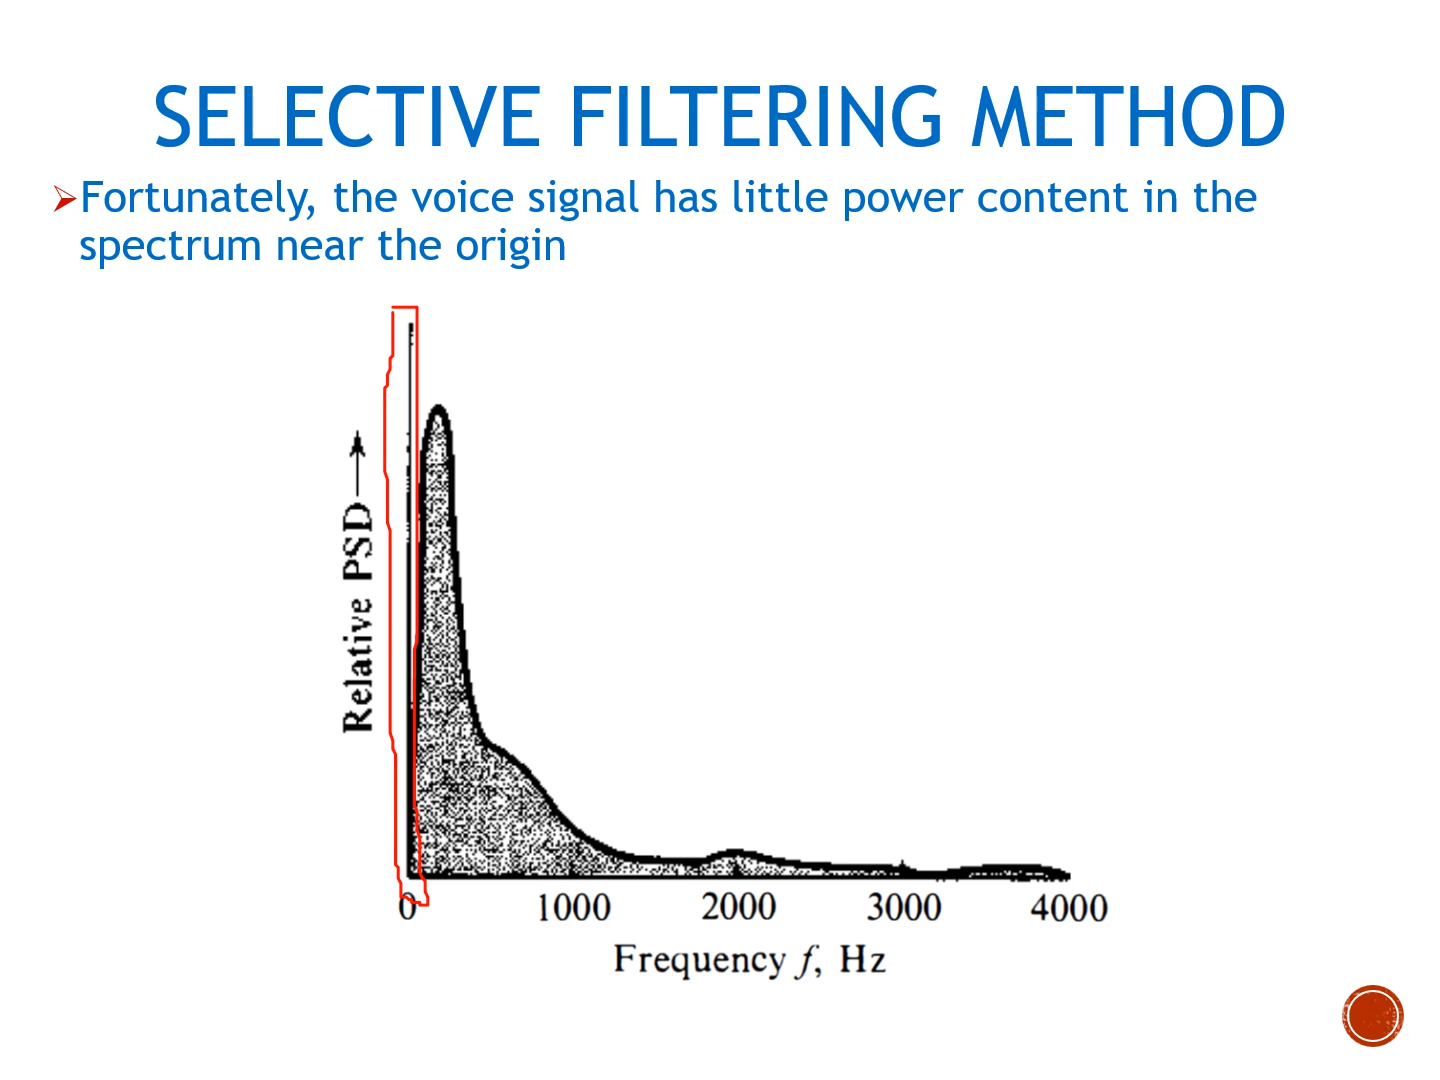 SELECTIVE FILTERING METHOD
Fortunately, the voice signal has little power content in the
spectrum near the origin
Relative PSD
0 1000 2000 3000 4000
Frequency f, Hz